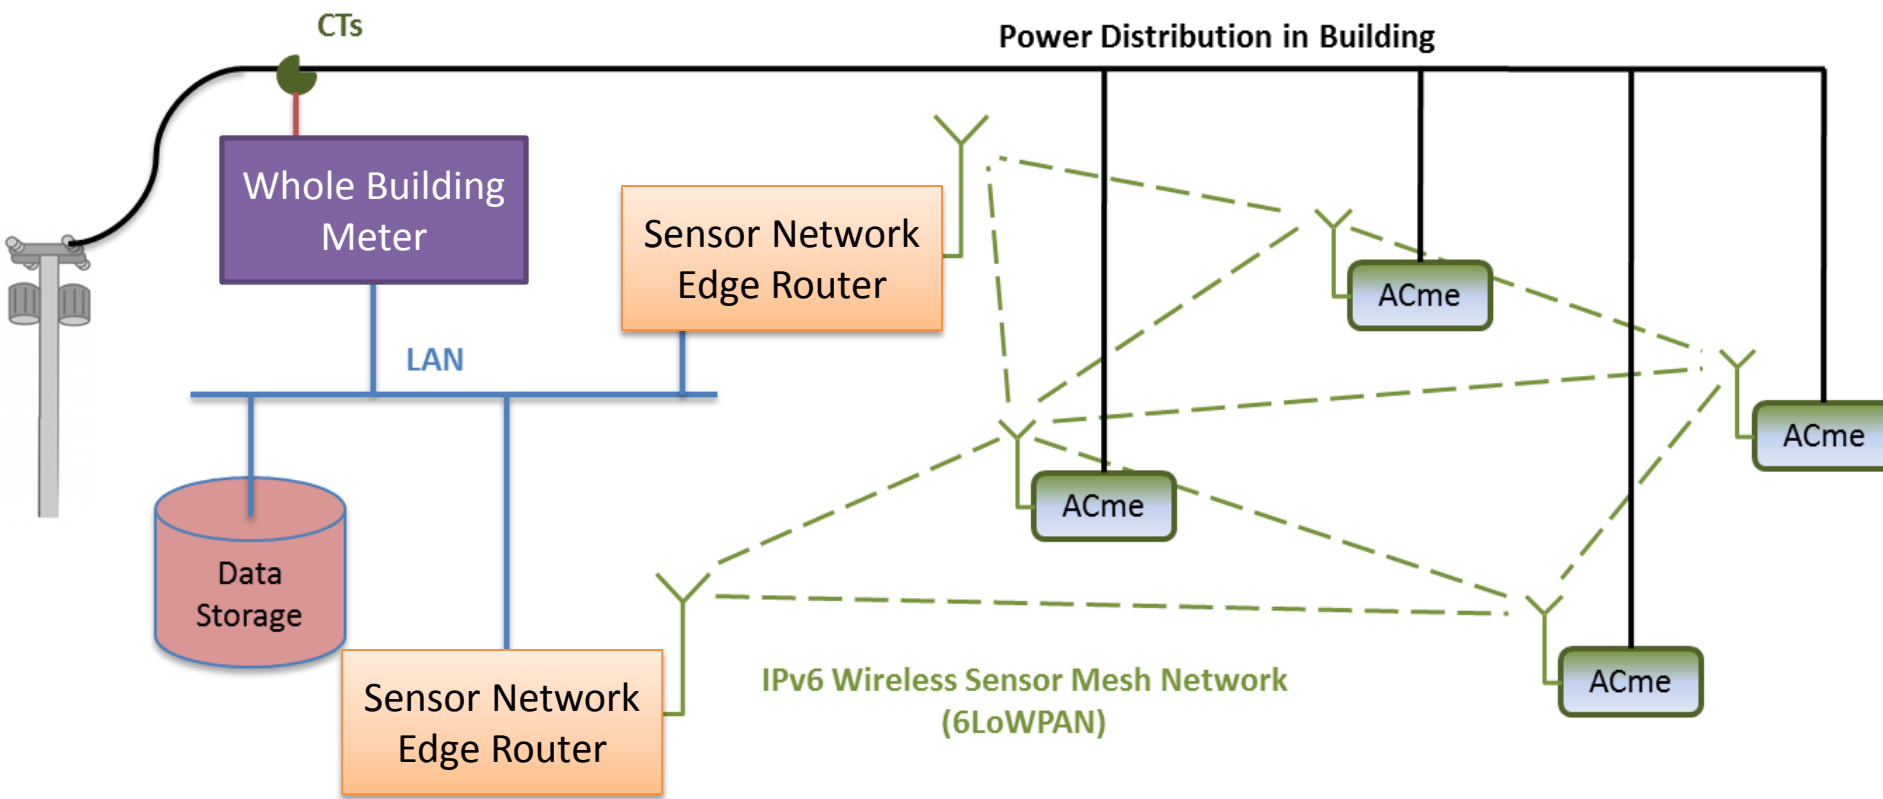 CTs
Power Distribution in Building
Whole Building
Meter
Sensor Network
Edge Router
ACme
LAN
ACme
ACme
Data
Storage
Sensor Network
Edge Router
IPv6 Wireless Sensor Mesh Network
(6LoWPAN)
ACme